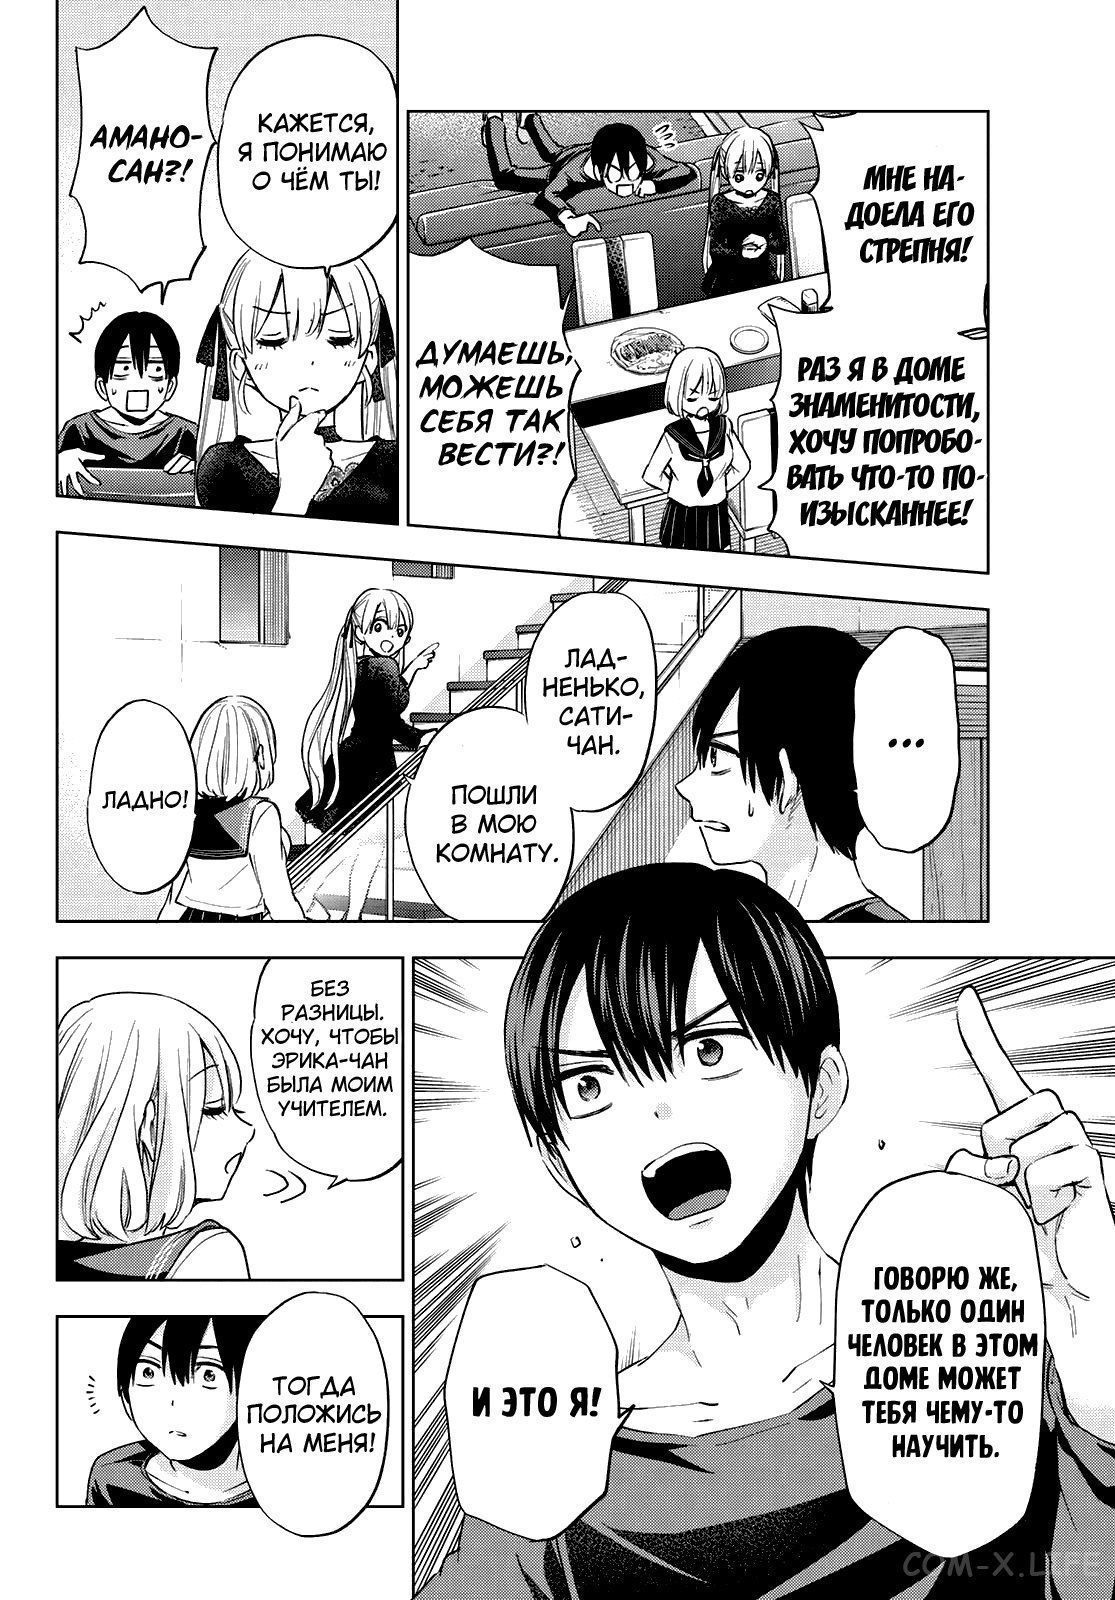 МНЕ НА-
ДОЕЛА ЕГО
СТРЕПНЯ!
РАЗ Я В ДОМЕ
ЗНАМЕНИТОСТИ,
ХОЧУ ПОПРОБО-
ВАТЬ ЧТО-ТО ПО-
ИЗЫСКАННЕЕ!
ДУМАЕШЬ,
МОЖЕШЬ
СЕБЯ ТАК
ВЕСТИ?!
КАЖЕТСЯ,
Я ПОНИМАЮ
О ЧЁМ ТЫ!
АМАНО-
САН?!
...
ЛАД-
НЕНЬКО,
САТИ-
ЧАН.
ПОШЛИ
В МОЮ
КОМНАТУ.
ЛАДНО!
ГОВОРЮ ЖЕ,
ТОЛЬКО ОДИН
ЧЕЛОВЕК В ЭТОМ
ДОМЕ МОЖЕТ
ТЕБЯ ЧЕМУ-ТО
НАУЧИТЬ.
И ЭТО Я!
БЕЗ
РАЗНИЦЫ.
ХОЧУ, ЧТОБЫ
ЭРИКА-ЧАН
БЫЛА МОИМ
УЧИТЕЛЕМ.
ТОГДА
ПОЛОЖИСЬ
НА МЕНЯ!
COM-X.LIFE